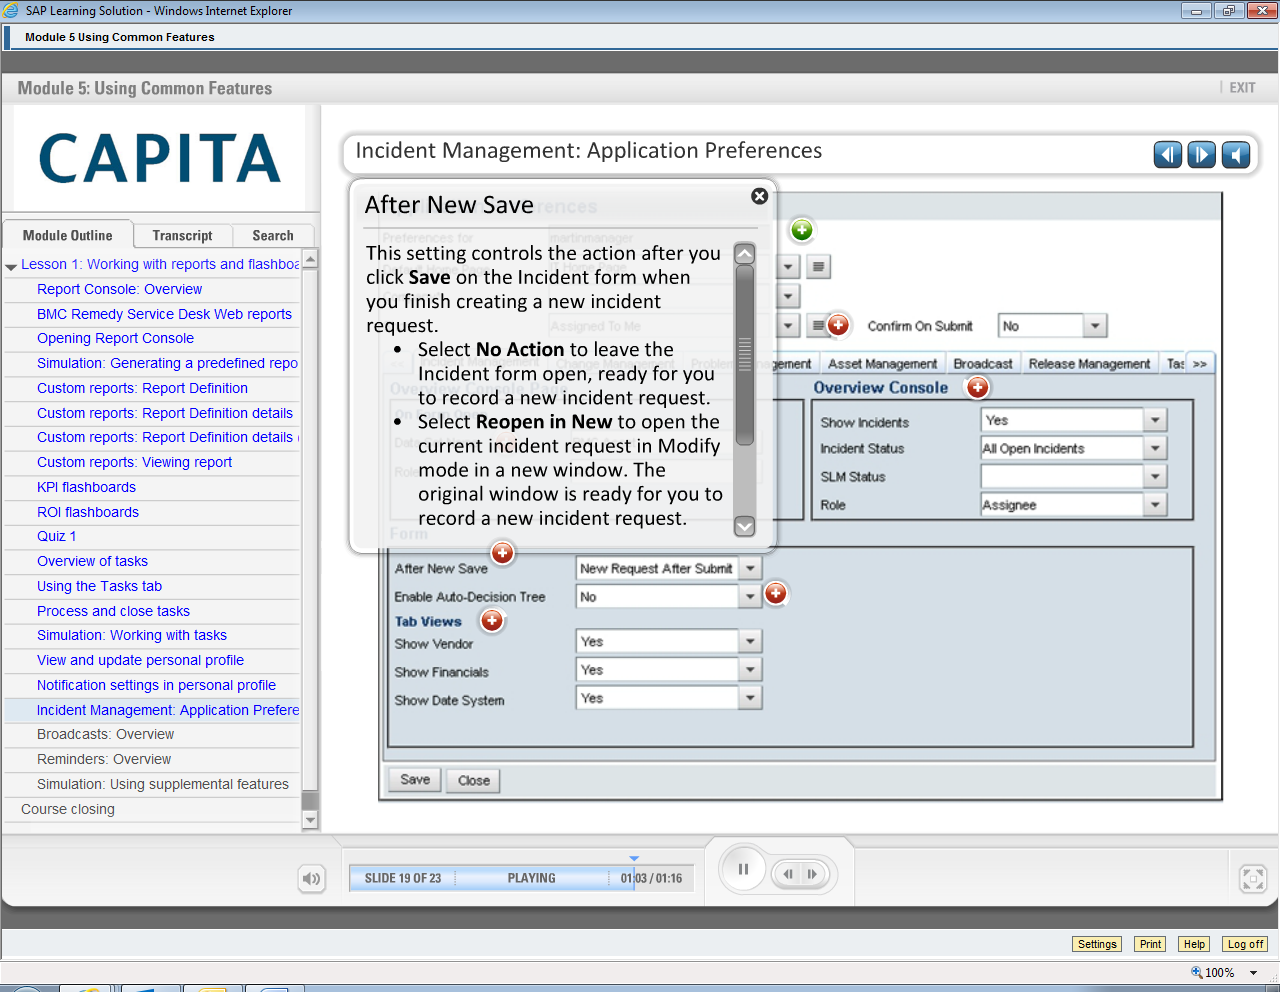 SAP Learning Solution - Windows Internet Explorer
Module 5 Using Common Features
Module 5: Using Common Features
EXIT
CAPITA
Incident Management: Application Preferences
Module Outline
Transcript
Search
Lesson 1: Working with reports and flashboa
Report Console: Overview
BMC Remedy Service Desk Web reports
Opening Report Console
Simulation: Generating a predefined repo
Custom reports: Report Definition
Custom reports: Report Definition details
Custom reports: Report Definition details (
Custom reports: Viewing report
KPI flashboards
ROI flashboards
Quiz 1
Overview of tasks
Using the Tasks tab
Process and close tasks
Simulation: Working with tasks
View and update personal profile
Notification settings in personal profile
Incident Management: Application Prefere
Broadcasts: Overview
Reminders: Overview
Simulation: Using supplemental features
Course closing
After New Save
This setting controls the action after you
click Save on the Incident form when
you finish creating a new incident
request.
• Select No Action to leave the
Incident form open, ready for you
to record a new incident request.
• Select Reopen in New to open the
current incident request in Modify
mode in a new window. The
original window is ready for you to
record a new incident request.
Preferences for
martinmanager
Assigned To Me
Confirm On Submit
No
Asset Management
Broadcast
Release Management
Tas
>>
Overview Console
Show Incidents
Yes
Incident Status
All Open Incidents
SLM Status
Role
Assignee
Form
After New Save
New Request After Submit
Enable Auto-Decision Tree
No
Tab Views
Show Vendor
Yes
Show Financials
Yes
Show Date System
Yes
Save
Close
SLIDE 19 OF 23
PLAYING
01:03 / 01:16
Settings
Print
Help
Log off
100%